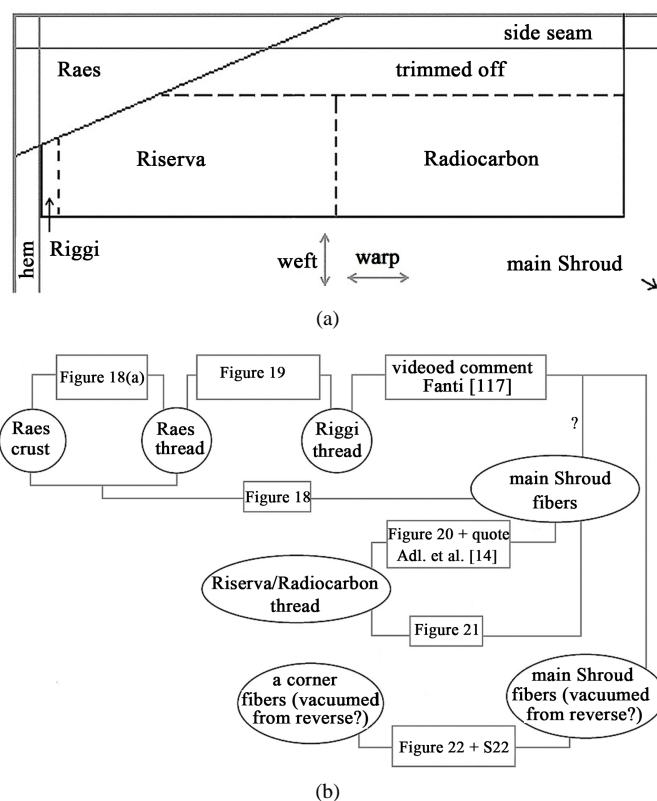 side seam
Raes
trimmed off
Riserva
Radiocarbon
hem
Riggi
weft
warp
main Shroud
(a)
Figure 18(a)
Figure 19
videoed comment
Fanti [117]
Raes
crust
Raes
thread
Riggi
thread
?
main Shroud
fibers
Figure 18
Figure 20 + quote
Adl. et al. [14]
Riserva/Radiocarbon
thread
Figure 21
a corner
fibers (vacuumed
from reverse?)
main Shroud
fibers (vacuumed
from reverse?)
Figure 22 + S22
(b)